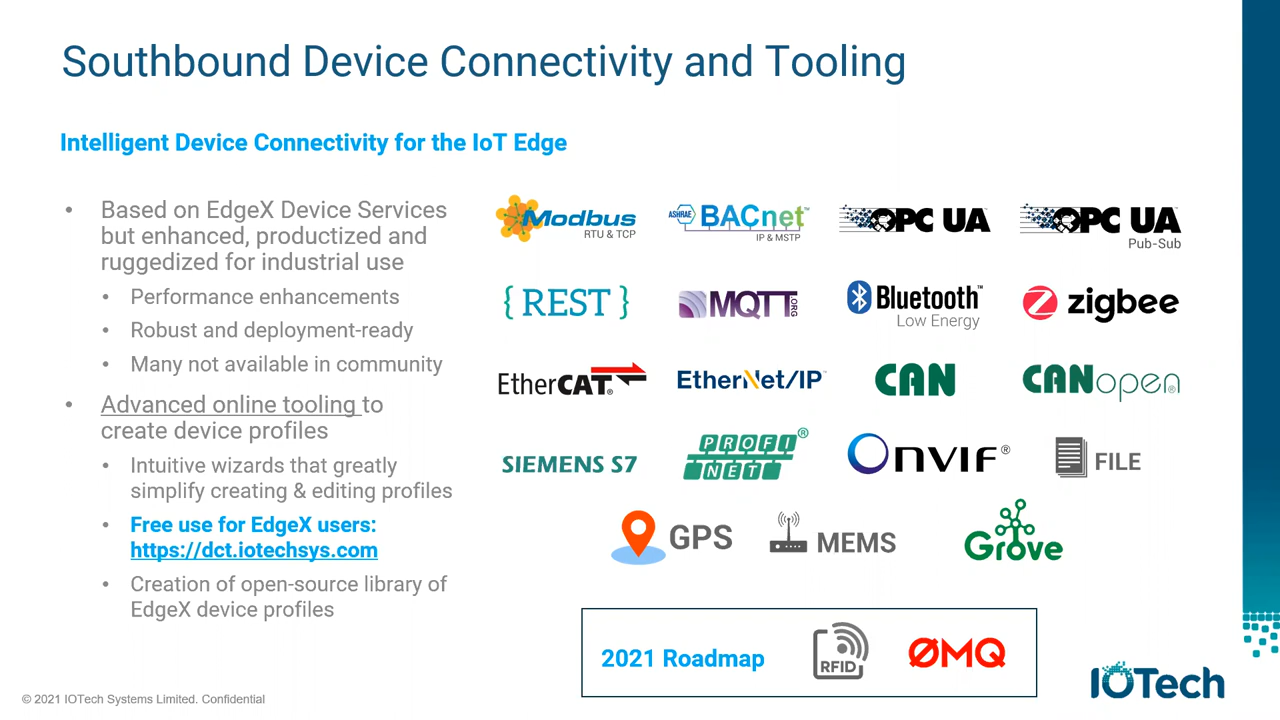 Southbound Device Connectivity and Tooling
Intelligent Device Connectivity for the IoT Edge
• Based on EdgeX Device Services
but enhanced, productized and
ruggedized for industrial use
• Performance enhancements
• Robust and deployment-ready
• Many not available in community
• Advanced online tooling to
create device profiles
• Intuitive wizards that greatly
simplify creating & editing profiles
• Free use for EdgeX users:
https://dct.iotechsys.com
• Creation of open-source library of
EdgeX device profiles
Modbus
RTU & TCP
ASHRAE BACnet™
IP & MSTP
OPC UA
OPC UA
Pub-Sub
{ REST }
MQTT.ORG
Bluetooth™
Low Energy
zigbee
EtherCAT®
EtherNet/IP™
CAN
CANopen®
SIEMENS S7
PROFI
NET®
ONVIF®
FILE
GPS
MEMS
Grove
2021 Roadmap
RFID
ØMQ
© 2021 IOTech Systems Limited. Confidential
IOTech